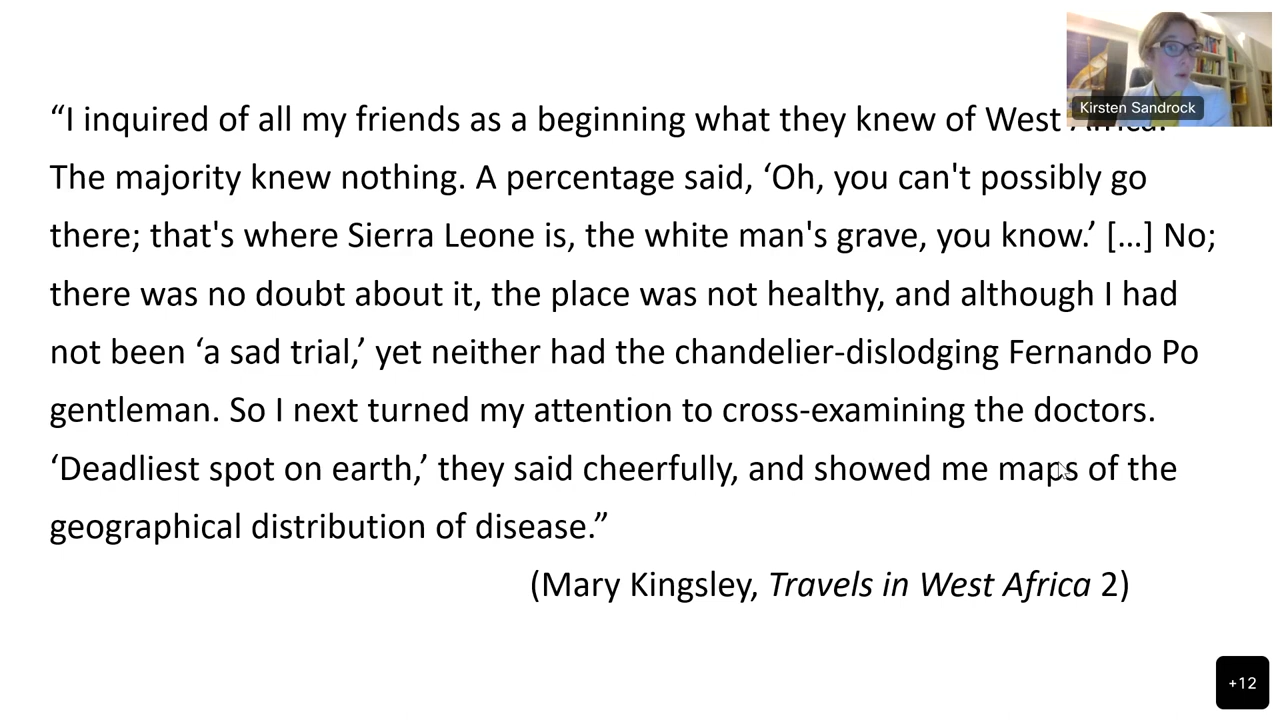 Kirsten Sandrock
“I inquired of all my friends as a beginning what they knew of West Africa.
The majority knew nothing. A percentage said, ‘Oh, you can't possibly go
there; that's where Sierra Leone is, the white man's grave, you know.’ [...] No;
there was no doubt about it, the place was not healthy, and although I had
not been ‘a sad trial,’ yet neither had the chandelier-dislodging Fernando Po
gentleman. So I next turned my attention to cross-examining the doctors.
‘Deadliest spot on earth,’ they said cheerfully, and showed me maps of the
geographical distribution of disease.”
(Mary Kingsley, Travels in West Africa 2)
+12